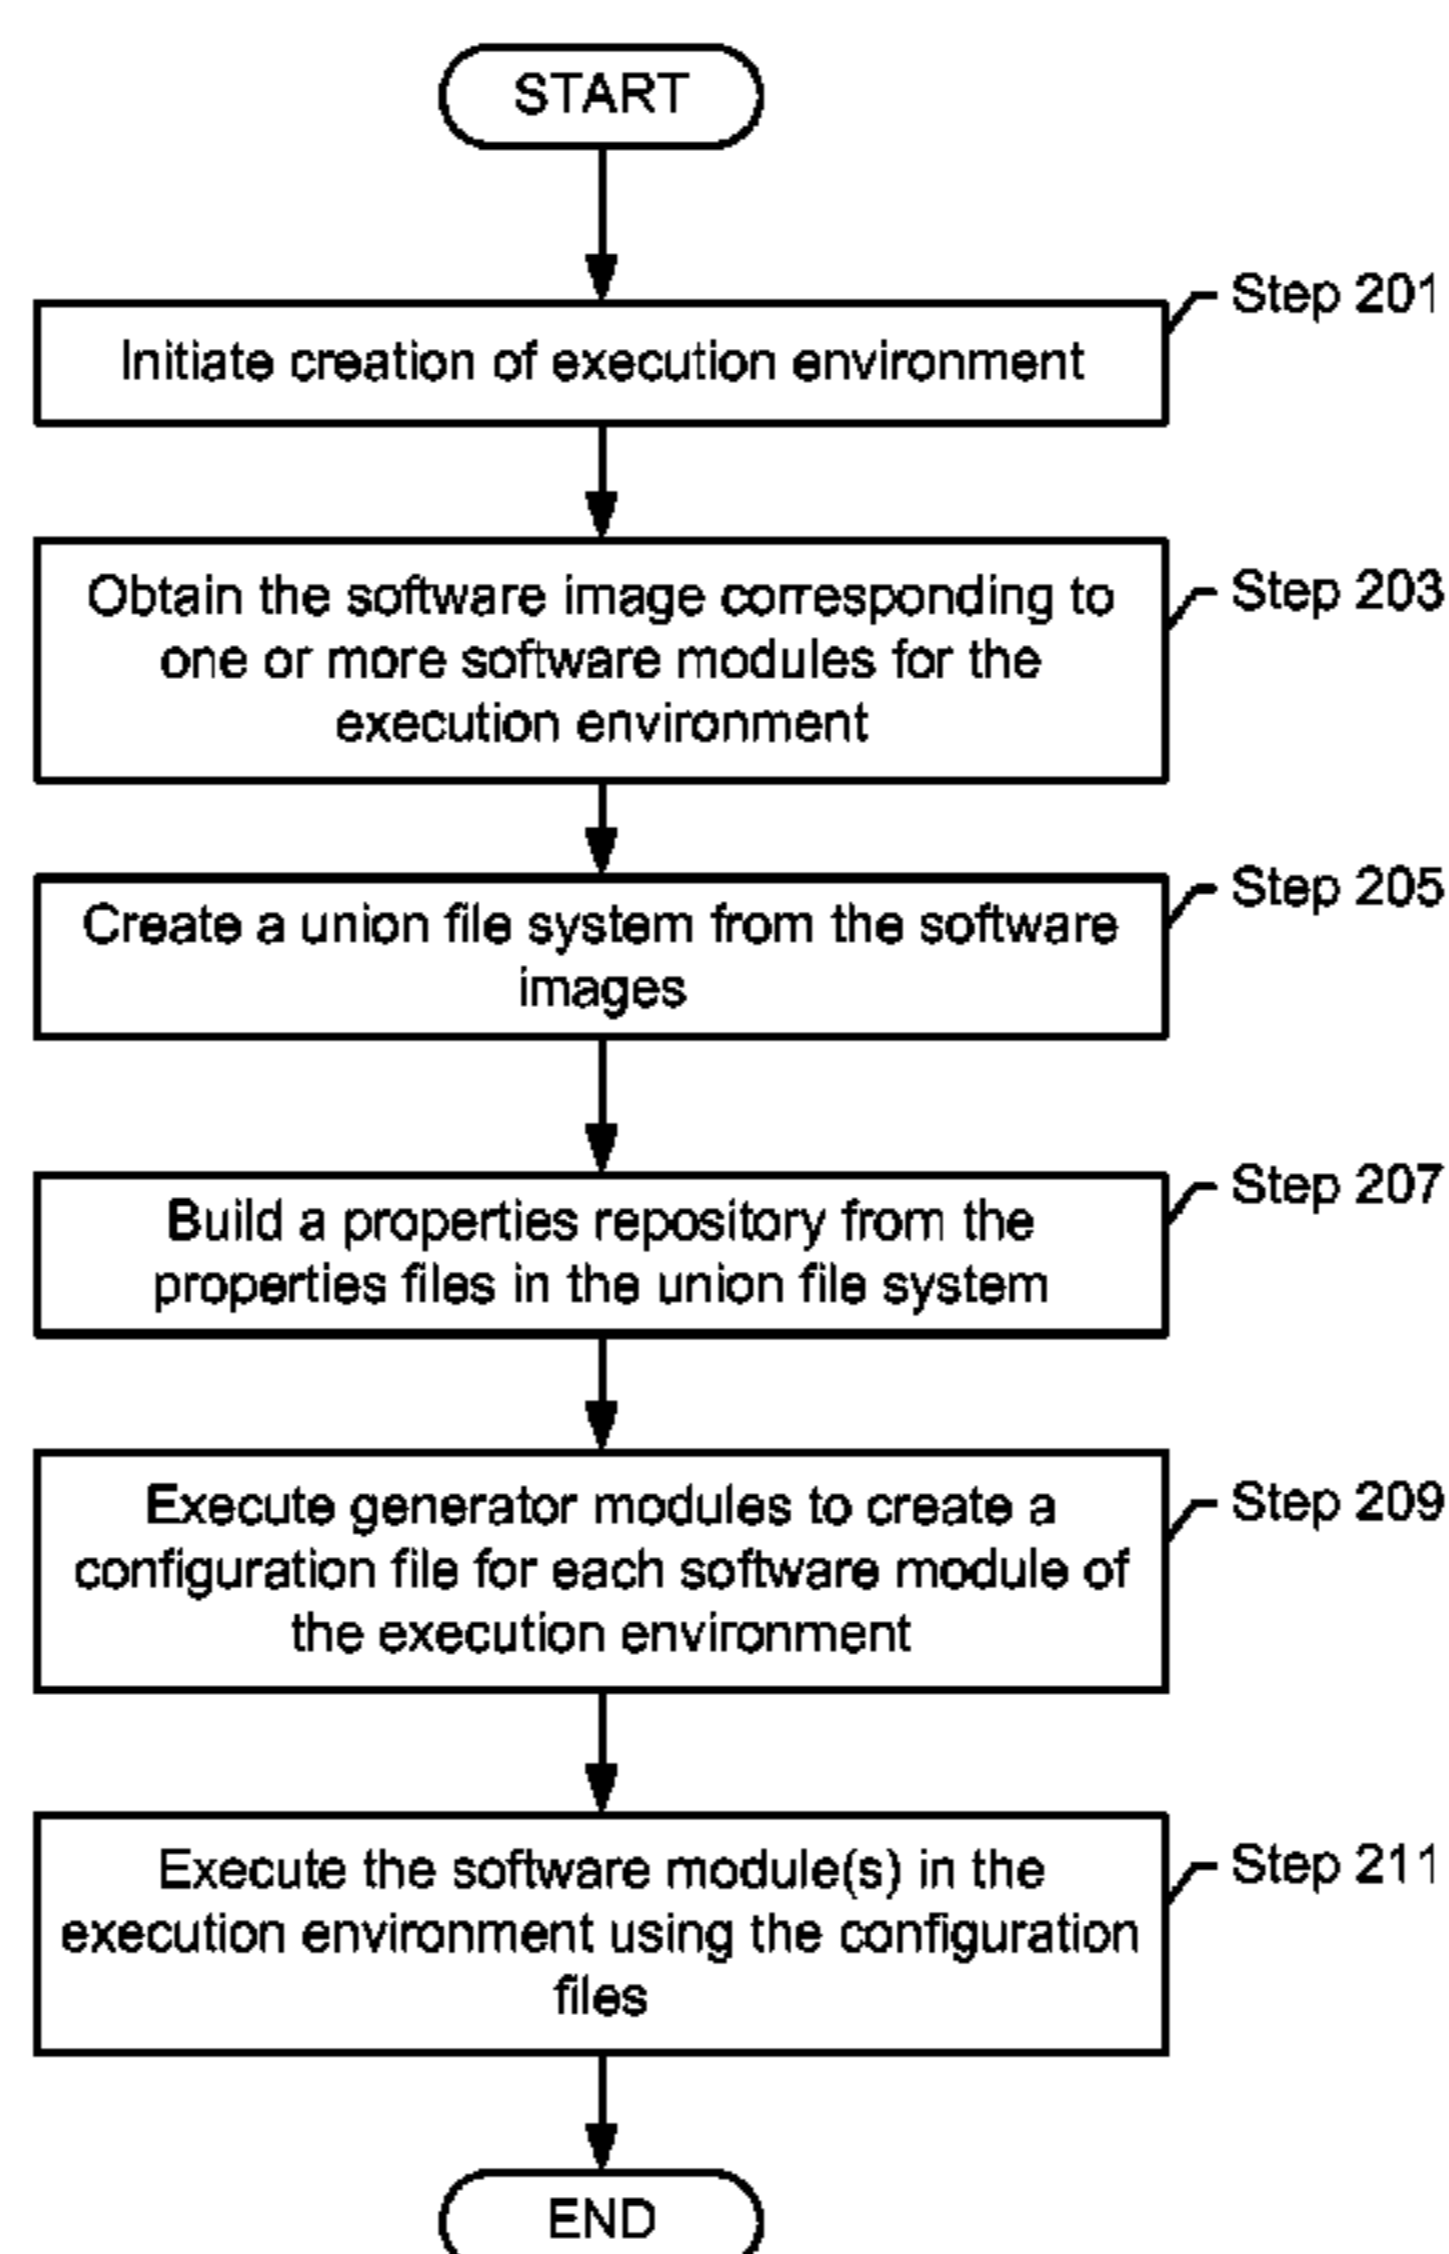 START
Step 201
Initiate creation of execution environment
Step 203
Obtain the software image corresponding to
one or more software modules for the
execution environment
Step 205
Create a union file system from the software
images
Step 207
Build a properties repository from the
properties files in the union file system
Step 209
Execute generator modules to create a
configuration file for each software module of
the execution environment
Step 211
Execute the software module(s) in the
execution environment using the configuration
files
END